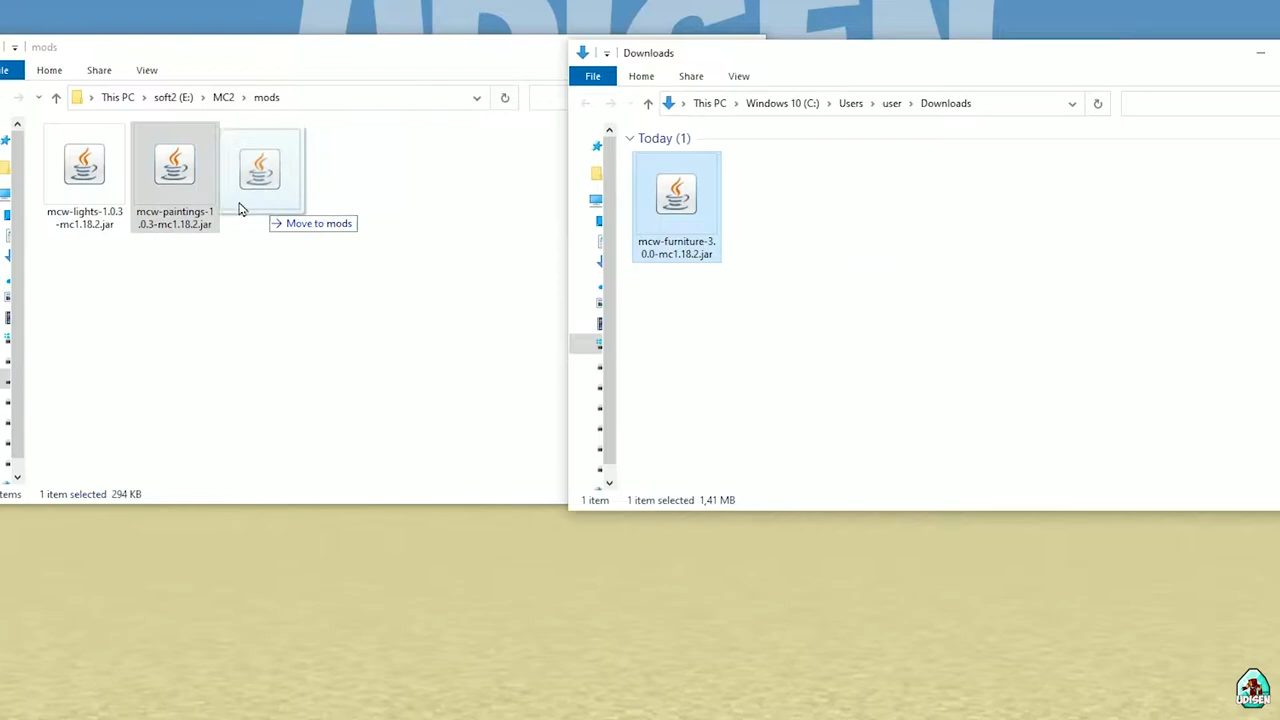 UDISEN
mods
Home Share View
This PC soft2 (E:) MC2 mods
mcw-lights-1.0.3
-mc1.18.2.jar
mcw-paintings-1
.0.3-mc1.18.2.jar
Move to mods
1 item selected 294 KB
Downloads
File Home Share View
This PC Windows 10 (C:) Users user Downloads
Today (1)
mcw-furniture-3.
0.0-mc1.18.2.jar
1 item 1 item selected 1,41 MB
UDISEN